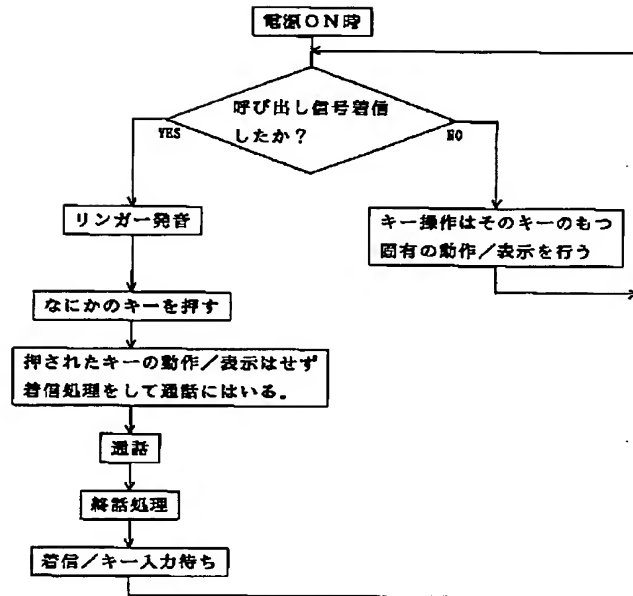 電源ON時
呼び出し信号着信
したか？
YES
NO
リンガー発音
キー操作はそのキーのもつ
固有の動作／表示を行う
なにかのキーを押す
押されたキーの動作／表示はせず
着信処理をして通話にはいる。
通話
終話処理
着信／キー入力待ち